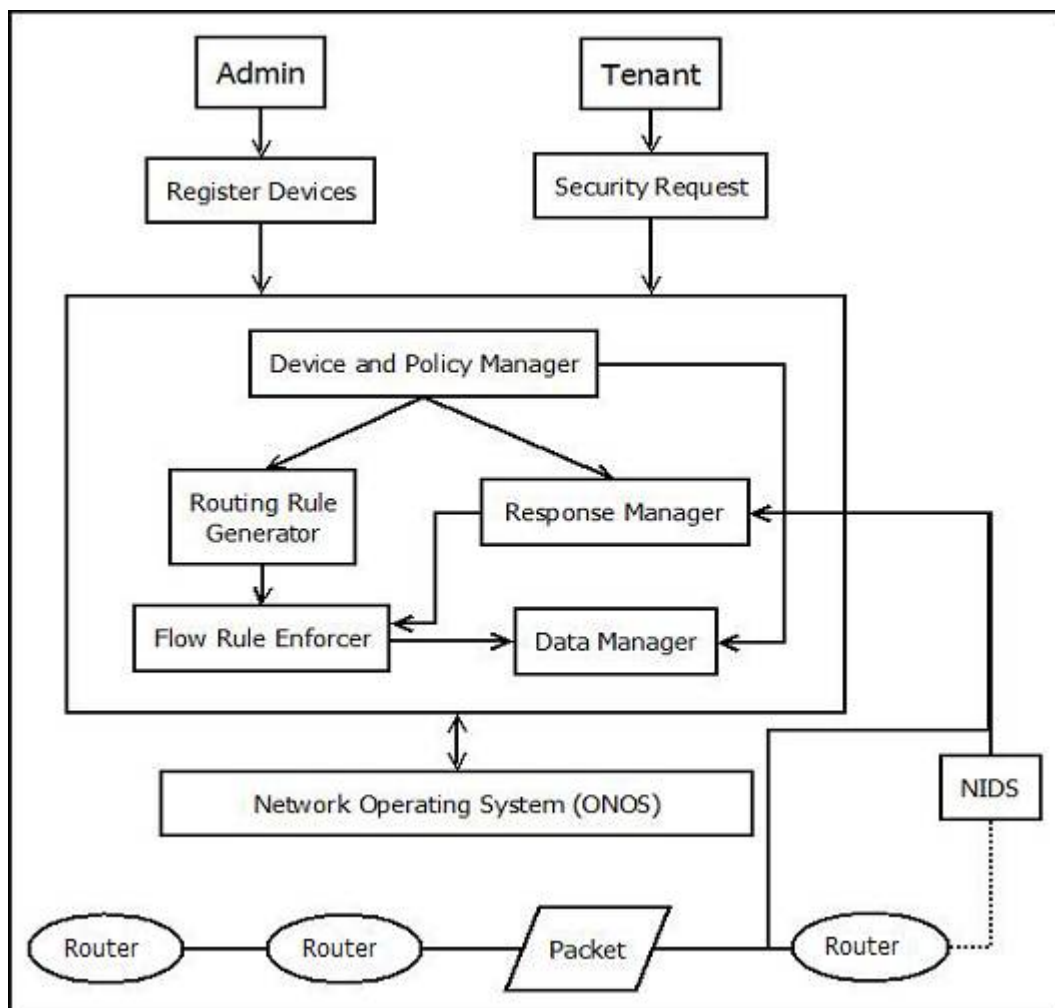 Admin
Tenant
Register Devices
Security Request
Device and Policy Manager
Routing Rule
Generator
Response Manager
Flow Rule Enforcer
Data Manager
Network Operating System (ONOS)
NIDS
Router
Router
Packet
Router